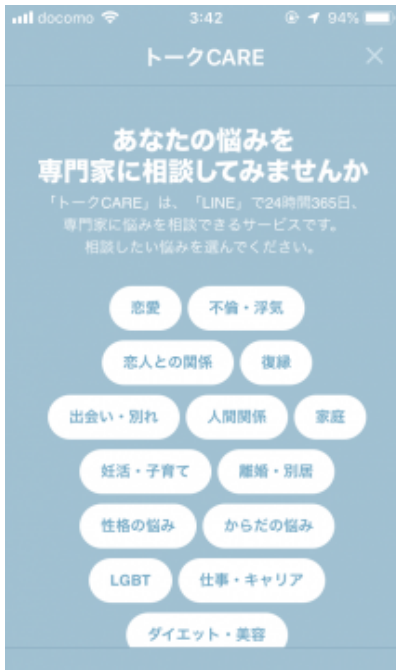 docomo 3:42 94%
トークCARE ×
あなたの悩みを
専門家に相談してみませんか
「トークCARE」は、「LINE」で24時間365日、
専門家に悩みを相談できるサービスです。
相談したい悩みを選んでください。
恋愛 不倫・浮気
恋人との関係 復縁
出会い・別れ 人間関係 家庭
妊活・子育て 離婚・別居
性格の悩み からだの悩み
LGBT 仕事・キャリア
ダイエット・美容